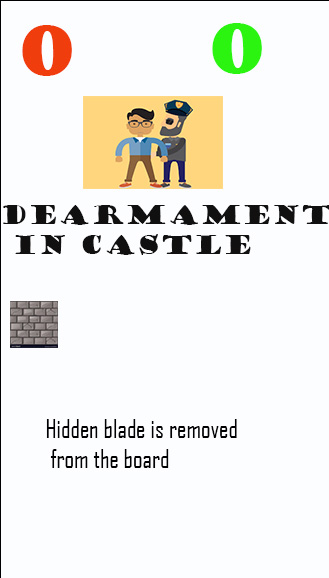 0 0
DEARMAMENT
IN CASTLE
Hidden blade is removed
from the board